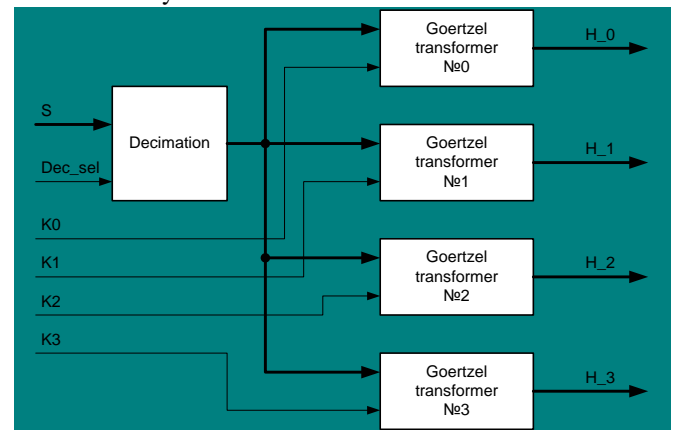 Goertzel
transformer
№0
H_0
S
Decimation
Dec_sel
Goertzel
transformer
№1
H_1
K0
K1
K2
K3
Goertzel
transformer
№2
H_2
Goertzel
transformer
№3
H_3